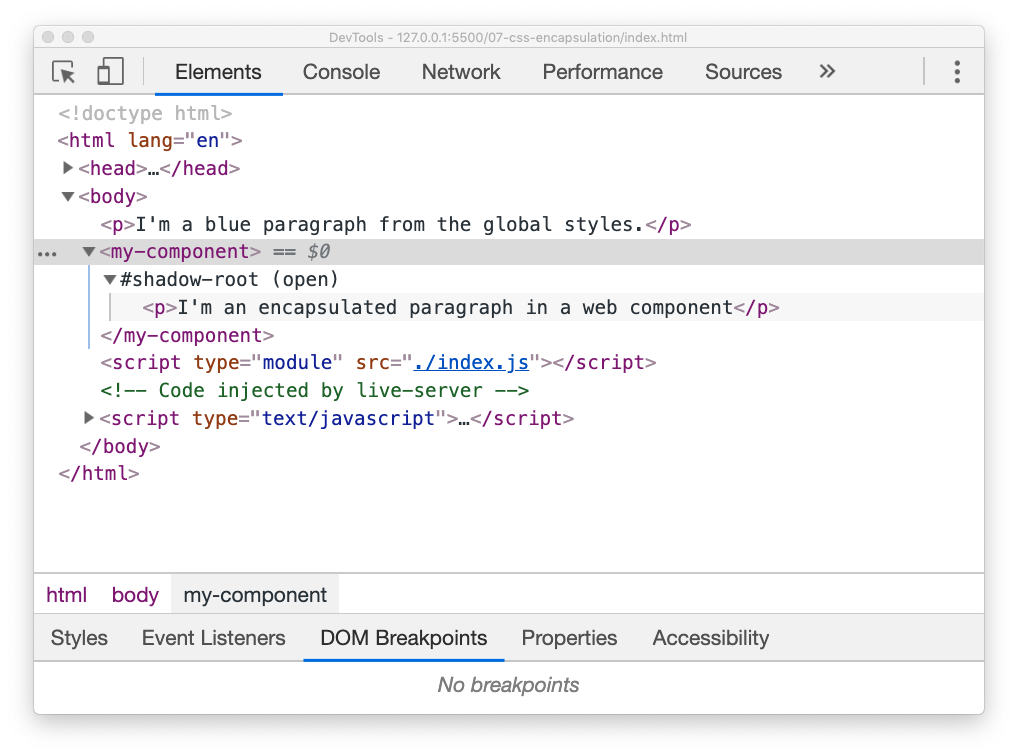 DevTools - 127.0.0.1:5500/07-css-encapsulation/index.html
Elements Console Network Performance Sources »
<!doctype html>
<html lang="en">
▶<head>…</head>
▼<body>
<p>I'm a blue paragraph from the global styles.</p>
… ▼<my-component> == $0
▼#shadow-root (open)
<p>I'm an encapsulated paragraph in a web component</p>
</my-component>
<script type="module" src="./index.js"></script>
<!-- Code injected by live-server -->
▶<script type="text/javascript">…</script>
</body>
</html>
html body my-component
Styles Event Listeners DOM Breakpoints Properties Accessibility
No breakpoints